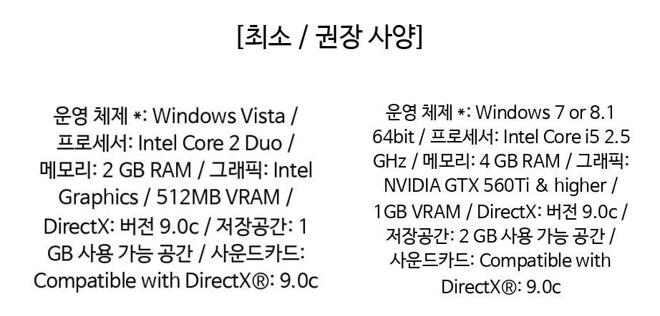 [최소 / 권장 사양]
운영 체제 *: Windows Vista /
프로세서: Intel Core 2 Duo /
메모리: 2 GB RAM / 그래픽: Intel
Graphics / 512MB VRAM /
DirectX: 버전 9.0c / 저장공간: 1
GB 사용 가능 공간 / 사운드카드:
Compatible with DirectX®: 9.0c
운영 체제 *: Windows 7 or 8.1
64bit / 프로세서: Intel Core i5 2.5
GHz / 메모리: 4 GB RAM / 그래픽:
NVIDIA GTX 560Ti & higher /
1GB VRAM / DirectX: 버전 9.0c /
저장공간: 2 GB 사용 가능 공간 /
사운드카드: Compatible with
DirectX®: 9.0c